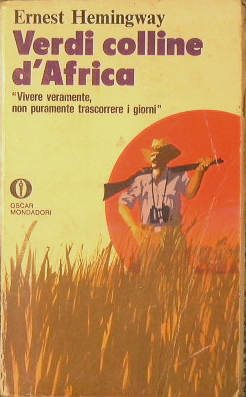 Ernest Hemingway
Verdi colline
d'Africa
"Vivere veramente,
non puramente trascorrere i giorni"
OSCAR
MONDADORI